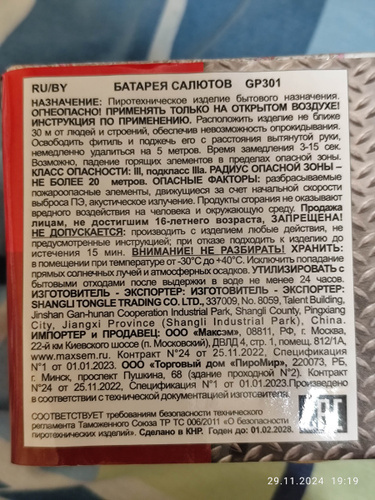 RU/BY БАТАРЕЯ САЛЮТОВ GP301
НАЗНАЧЕНИЕ: Пиротехническое изделие бытового назначения.
ОГНЕОПАСНО! ПРИМЕНЯТЬ ТОЛЬКО НА ОТКРЫТОМ ВОЗДУХЕ!
ИНСТРУКЦИЯ ПО ПРИМЕНЕНИЮ. Расположить изделие не ближе
30 м от людей и строений, обеспечив невозможность опрокидывания.
Освободить фитиль и поджечь его с расстояния вытянутой руки,
немедленно удалиться на 5 метров. Время замедления 3-15 сек.
Возможно, падение горящих элементов в пределах опасной зоны.
КЛАСС ОПАСНОСТИ: III, подкласс IIIa. РАДИУС ОПАСНОЙ ЗОНЫ –
НЕ БОЛЕЕ 20 метров. ОПАСНЫЕ ФАКТОРЫ: разбрасываемые
пожароопасные элементы, движущиеся за счет начальной скорости
выброса ПЭ, акустическое излучение. Продукты сгорания не оказывают
вредного воздействия на человека и окружающую среду. Продажа
лицам, не достигшим 16-летнего возраста, ЗАПРЕЩЕНА!
НЕ ДОПУСКАЕТСЯ: производить с изделием любые действия, не
предусмотренные инструкцией; при отказе подходить к изделию до
истечения 15 мин. ВНИМАНИЕ! НЕ РАЗБИРАТЬ! ХРАНИТЬ:
в помещении при температуре от -30°С до +40°С. Исключить попадания
прямых солнечных лучей и атмосферных осадков. УТИЛИЗИРОВАТЬ с
бытовыми отходами после выдержки в воде не менее 24 часов.
ИЗГОТОВИТЕЛЬ - ЭКСПОРТЕР: ИЗГОТОВИТЕЛЬ - ЭКСПОРТЕР:
SHANGLI TONGLE TRADING CO. LTD., 337009, No. 8059, Talent Building,
Jinshan Gan-hunan Cooperation Industrial Park, Shangli County, Pingxiang
City, Jiangxi Province (Shangli Industrial Park), China.
ИМПОРТЕР И ПРОДАВЕЦ: ООО «Максэм», 08811, РФ, г. Москва,
22-й км Киевского шоссе (п. Московский), ДВЛД 4, стр. 1, помещ. 812/1А,
www.maxsem.ru. Контракт №24 от 25.11.2022, Спецификация
№1 от 01.01.2023. ООО «Торговый дом «ПироМир», 220073, РБ,
г. Минск, проспект Пушкина, 68 (здание проходной №2). Контракт
№24 от 25.11.2022, Спецификация №1 от 01.01.2023. Произведено
в соответствии с технической документацией изготовителя.
Соответствует требованиям безопасности технического
регламента Таможенного Союза ТР ТС 006/2011 «О безопасности
пиротехнических изделий». Сделано в КНР. Годен до: 01.02.2028.
EAC
29.11.2024 19:19